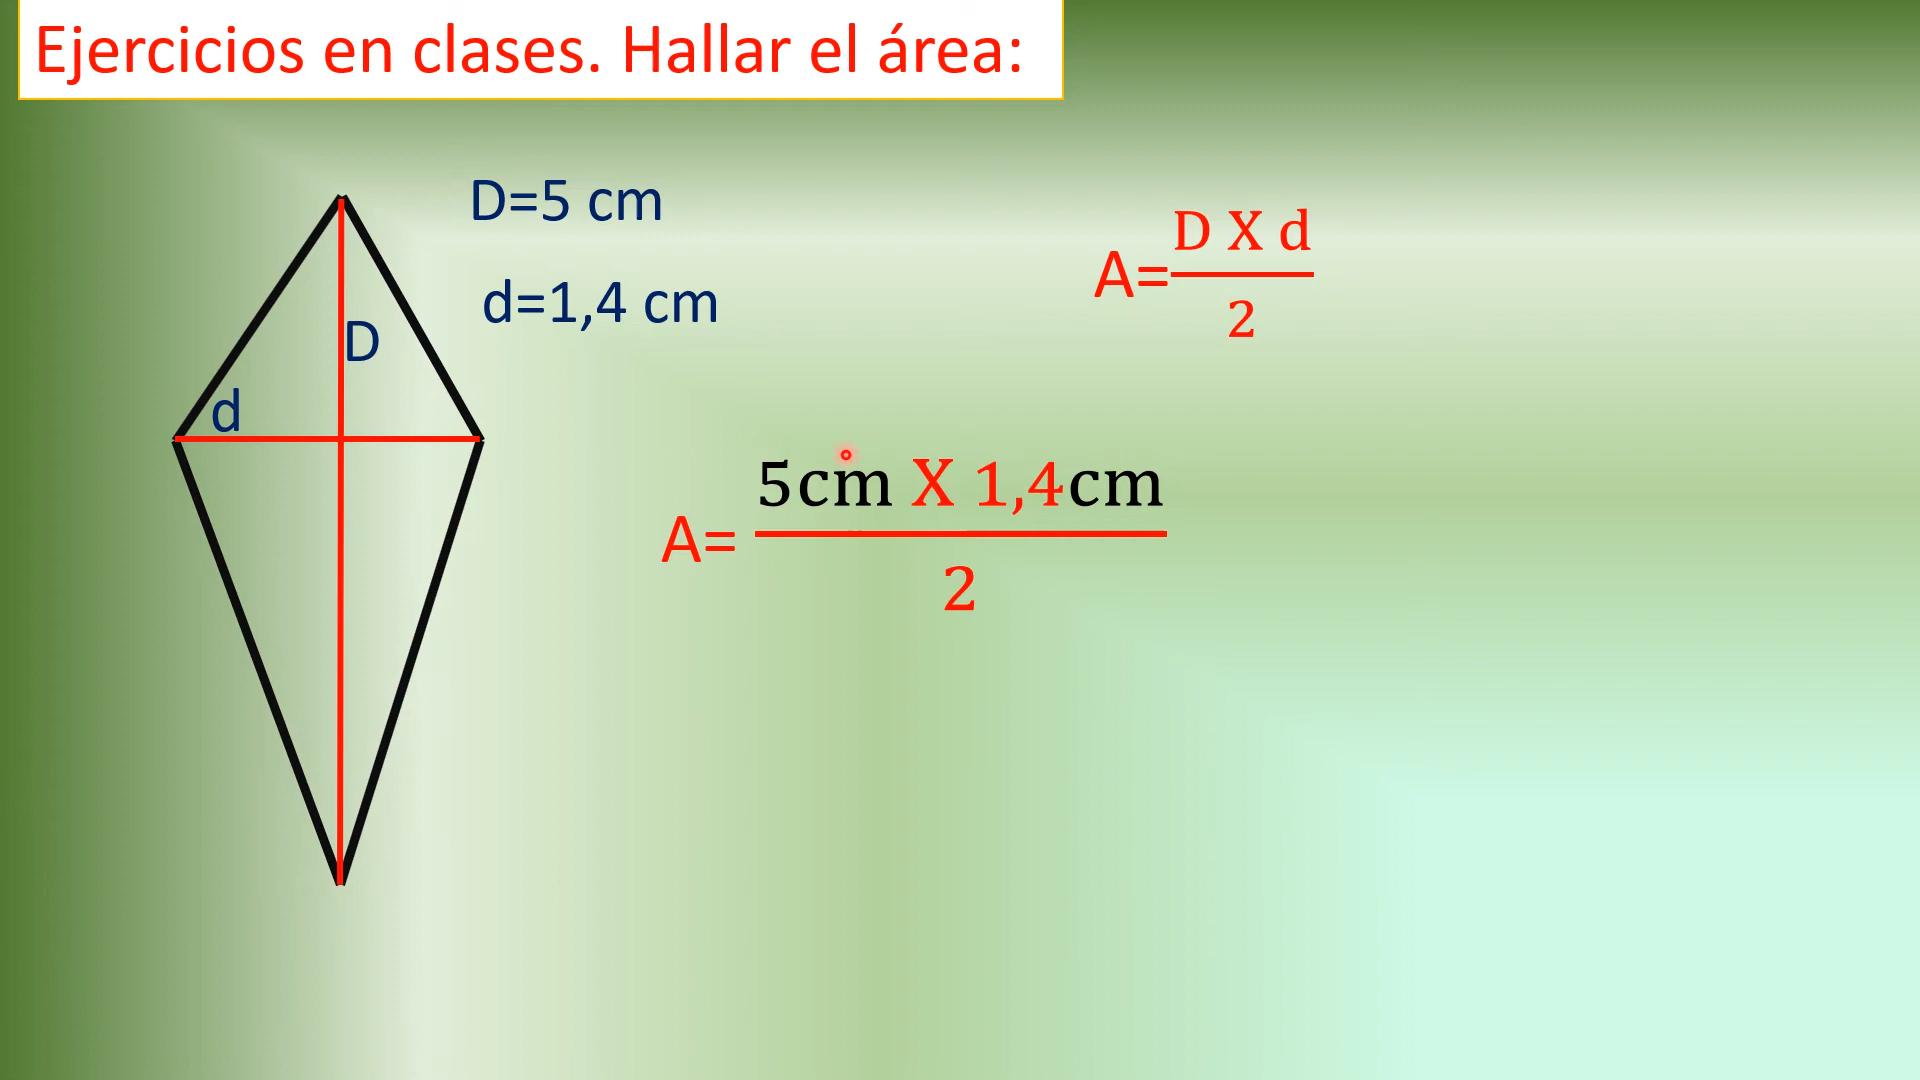 Ejercicios en clases. Hallar el área:
D=5 cm
d=1,4 cm
D
d
A=
D X d
2
A=
5cm X 1,4cm
2